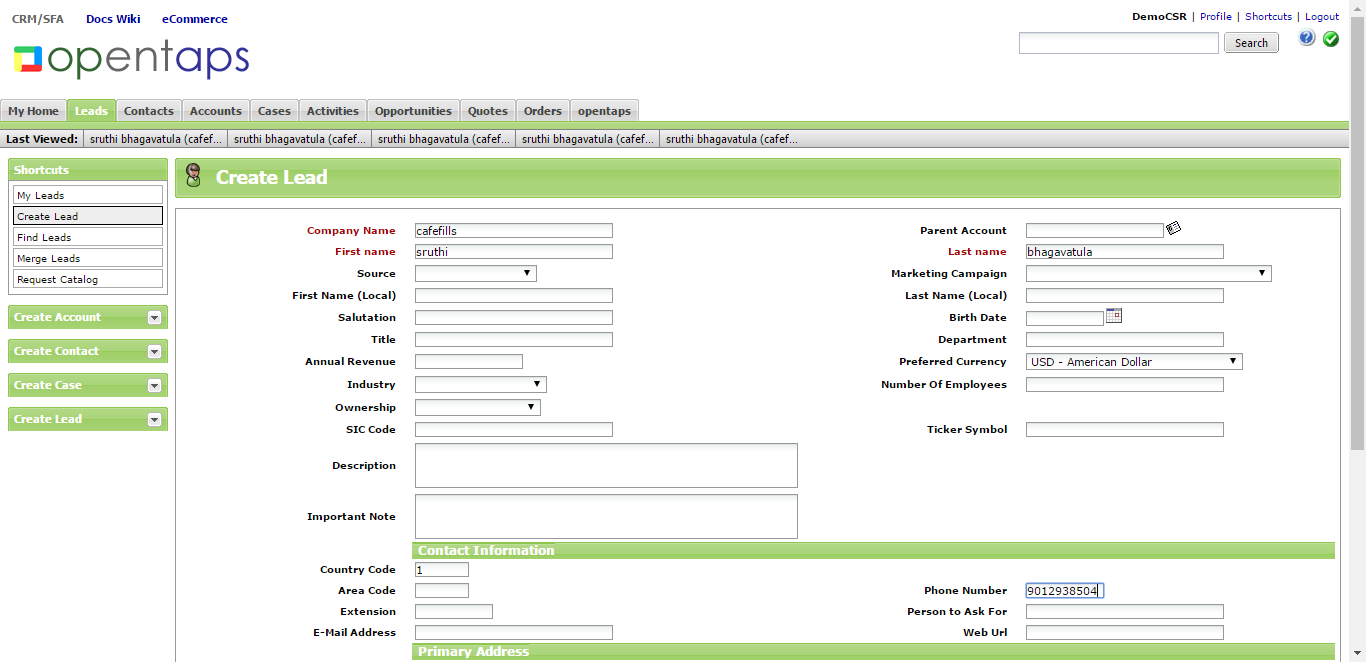 CRM/SFA Docs Wiki eCommerce
DemoCSR | Profile | Shortcuts | Logout
opentaps
Search
My Home Leads Contacts Accounts Cases Activities Opportunities Quotes Orders opentaps
Last Viewed: sruthi bhagavatula (cafef... sruthi bhagavatula (cafef... sruthi bhagavatula (cafef... sruthi bhagavatula (cafef... sruthi bhagavatula (cafef...
Shortcuts
My Leads
Create Lead
Find Leads
Merge Leads
Request Catalog
Create Account
Create Contact
Create Case
Create Lead
Create Lead
Company Name cafefills Parent Account
First name sruthi Last name bhagavatula
Source Marketing Campaign
First Name (Local) Last Name (Local)
Salutation Birth Date
Title Department
Annual Revenue Preferred Currency USD - American Dollar
Industry Number Of Employees
Ownership
SIC Code Ticker Symbol
Description
Important Note
Contact Information
Country Code 1
Area Code Phone Number 9012938504
Extension Person to Ask For
E-Mail Address Web Url
Primary Address